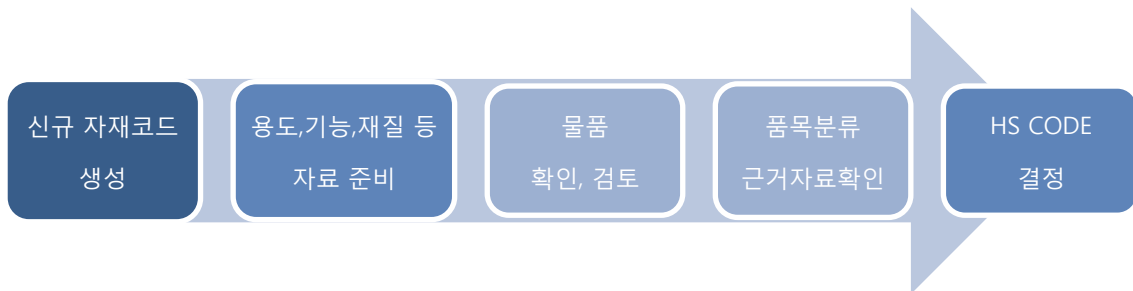 신규 자재코드
생성
용도,기능,재질 등
자료 준비
물품
확인, 검토
품목분류
근거자료확인
HS CODE
결정